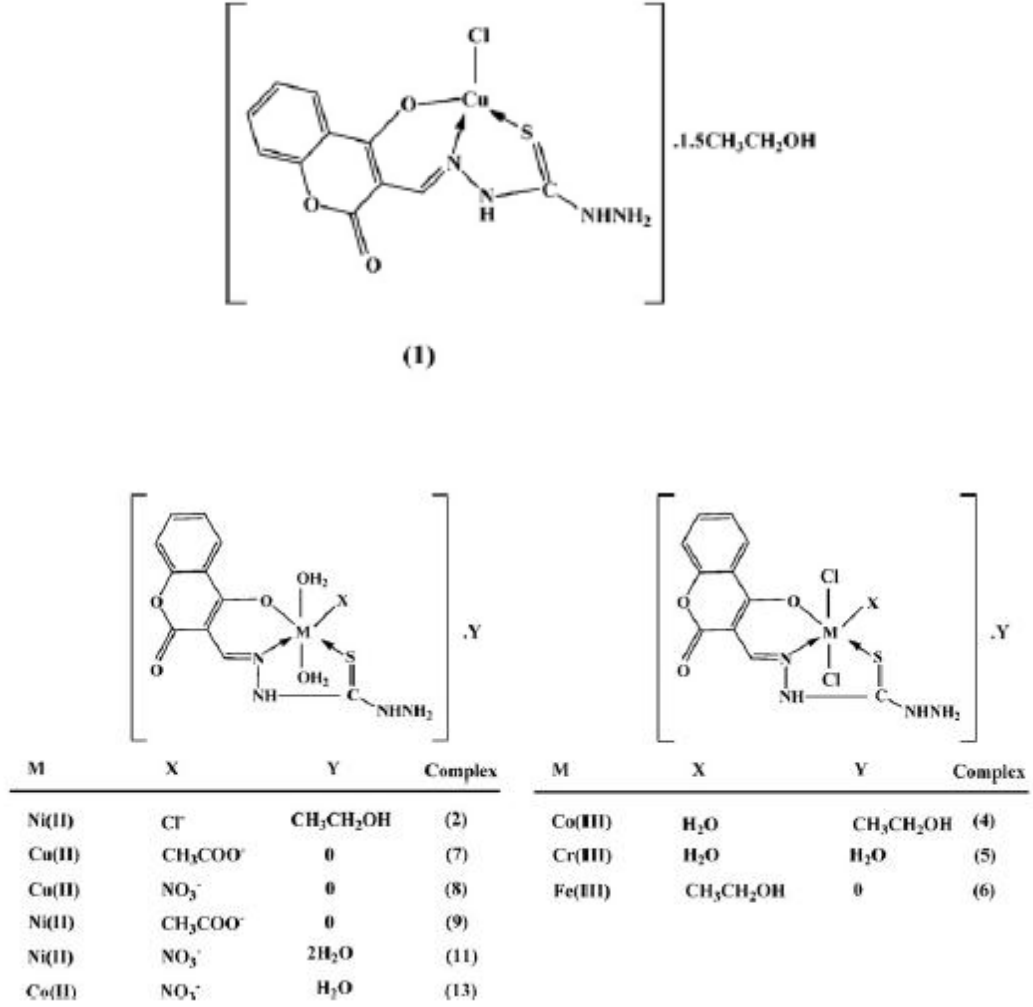 Cl
O
Cu
S
.1.5CH₃CH₂OH
N
N
H
C
NHNH₂
O
O
(1)
OH₂
X
O
O
M
.Y
O
N
S
OH₂
NH
C
NHNH₂
M X Y Complex
Ni(II) Cl⁻ CH₃CH₂OH (2)
Cu(II) CH₃COO⁻ 0 (7)
Cu(II) NO₃⁻ 0 (8)
Ni(II) CH₃COO⁻ 0 (9)
Ni(II) NO₃⁻ 2H₂O (11)
Co(II) NO₃⁻ H₂O (13)
Cl
X
O
O
M
.Y
O
N
S
Cl
NH
C
NHNH₂
M X Y Complex
Co(III) H₂O CH₃CH₂OH (4)
Cr(III) H₂O H₂O (5)
Fe(III) CH₃CH₂OH 0 (6)